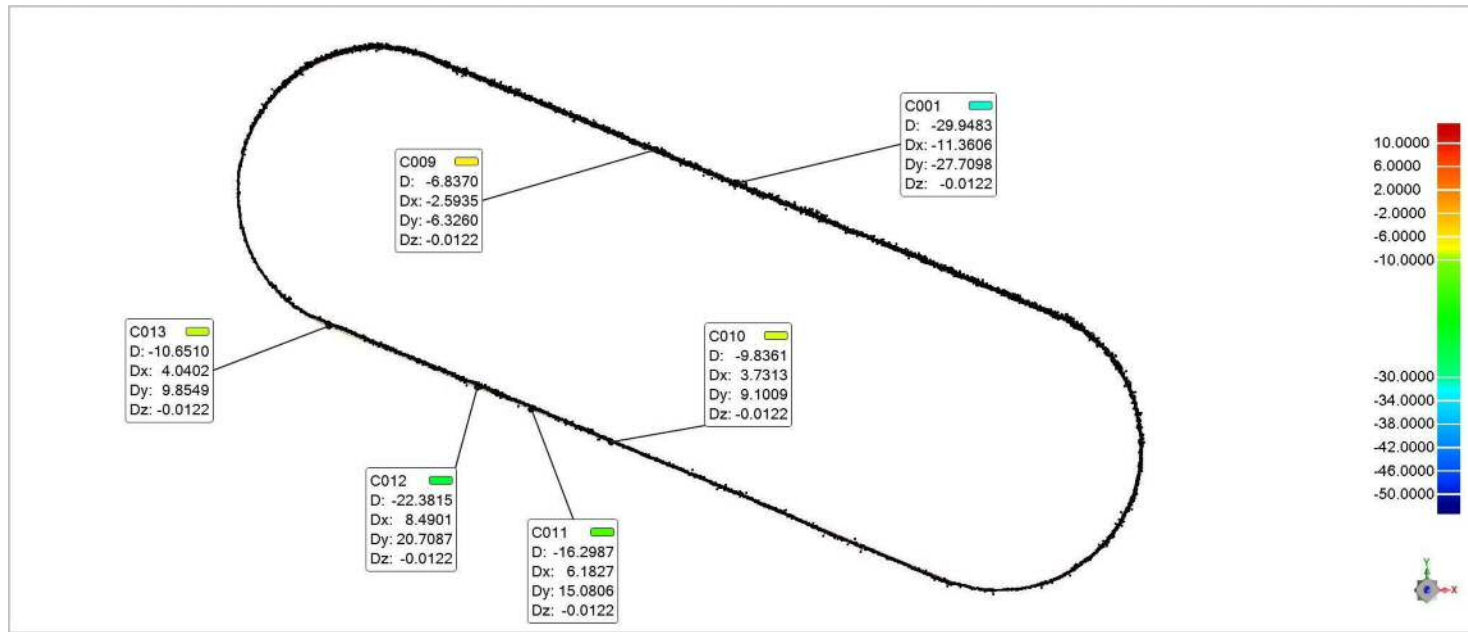 C001
D: -29.9483
Dx: -11.3606
Dy: -27.7098
Dz: -0.0122
C009
D: -6.8370
Dx: -2.5935
Dy: -6.3260
Dz: -0.0122
C013
D: -10.6510
Dx: 4.0402
Dy: 9.8549
Dz: -0.0122
C010
D: -9.8361
Dx: 3.7313
Dy: 9.1009
Dz: -0.0122
C012
D: -22.3815
Dx: 8.4901
Dy: 20.7087
Dz: -0.0122
C011
D: -16.2987
Dx: 6.1827
Dy: 15.0806
Dz: -0.0122
10.0000
6.0000
2.0000
-2.0000
-6.0000
-10.0000
-30.0000
-34.0000
-38.0000
-42.0000
-46.0000
-50.0000
Y
X